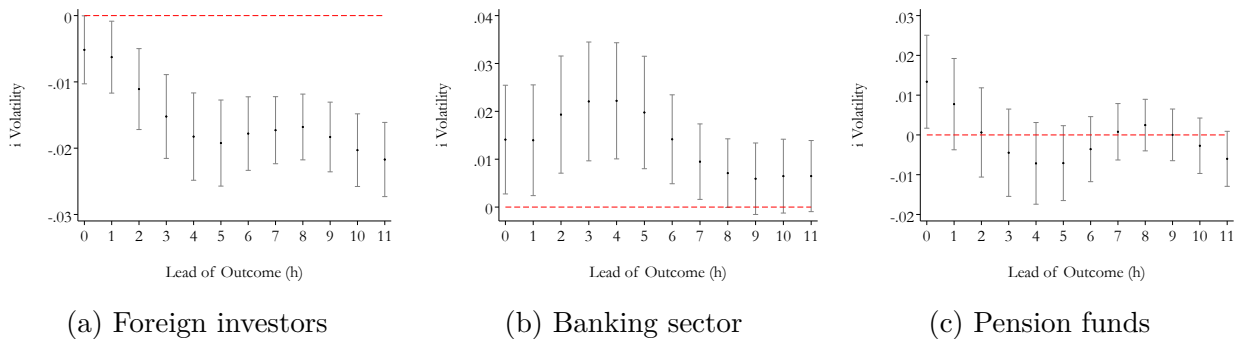 i Volatility
0
-.01
-.02
-.03
0 1 2 3 4 5 6 7 8 9 10 11
Lead of Outcome (h)
(a) Foreign investors
i Volatility
.04
.03
.02
.01
0
0 1 2 3 4 5 6 7 8 9 10 11
Lead of Outcome (h)
(b) Banking sector
i Volatility
.03
.02
.01
0
-.01
-.02
0 1 2 3 4 5 6 7 8 9 10 11
Lead of Outcome (h)
(c) Pension funds